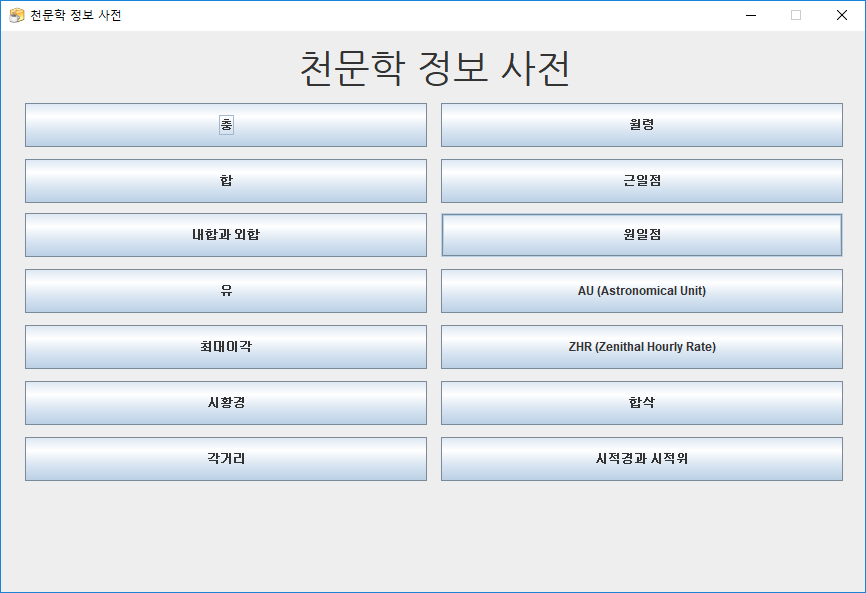 천문학 정보 사전
천문학 정보 사전
충
월령
합
근일점
내합과 외합
원일점
유
AU (Astronomical Unit)
최대이각
ZHR (Zenithal Hourly Rate)
시황경
합삭
각거리
시적경과 시적위